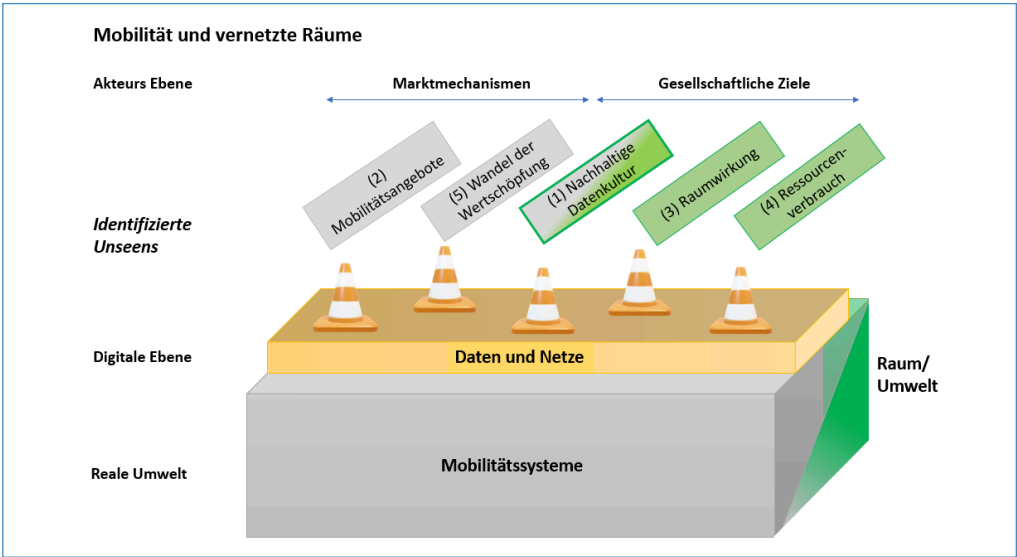 Mobilität und vernetzte Räume
Akteurs Ebene
Marktmechanismen
Gesellschaftliche Ziele
(2)
Mobilitätsangebote
(5) Wandel der
Wertschöpfung
(1) Nachhaltige
Datenkultur
(3) Raumwirkung
(4) Ressourcen-
verbrauch
Identifizierte
Unseens
Digitale Ebene
Daten und Netze
Raum/
Umwelt
Reale Umwelt
Mobilitätssysteme